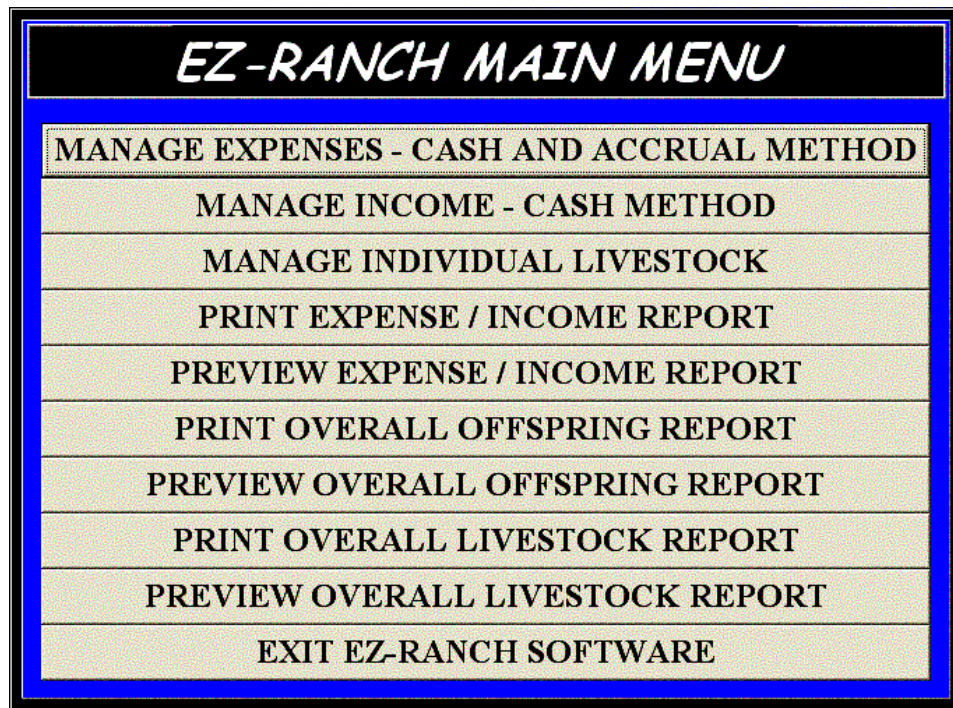 EZ-RANCH MAIN MENU
MANAGE EXPENSES - CASH AND ACCRUAL METHOD
MANAGE INCOME - CASH METHOD
MANAGE INDIVIDUAL LIVESTOCK
PRINT EXPENSE / INCOME REPORT
PREVIEW EXPENSE / INCOME REPORT
PRINT OVERALL OFFSPRING REPORT
PREVIEW OVERALL OFFSPRING REPORT
PRINT OVERALL LIVESTOCK REPORT
PREVIEW OVERALL LIVESTOCK REPORT
EXIT EZ-RANCH SOFTWARE